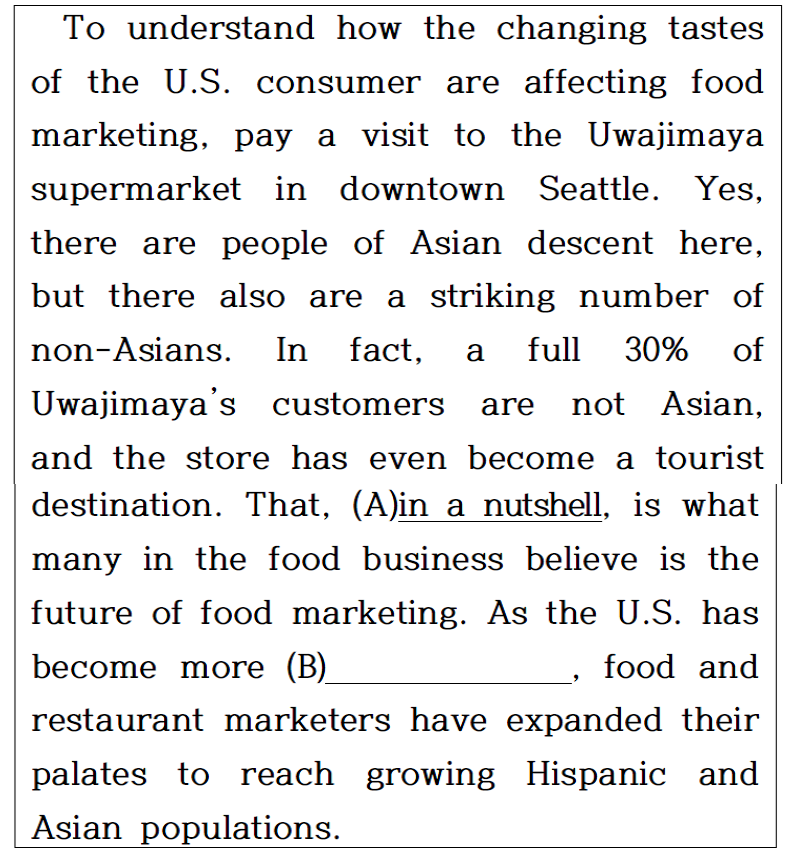 To understand how the changing tastes
of the U.S. consumer are affecting food
marketing, pay a visit to the Uwajimaya
supermarket in downtown Seattle. Yes,
there are people of Asian descent here,
but there also are a striking number of
non-Asians. In fact, a full 30% of
Uwajimaya's customers are not Asian,
and the store has even become a tourist
destination. That, (A)in a nutshell, is what
many in the food business believe is the
future of food marketing. As the U.S. has
become more (B)______________, food and
restaurant marketers have expanded their
palates to reach growing Hispanic and
Asian populations.